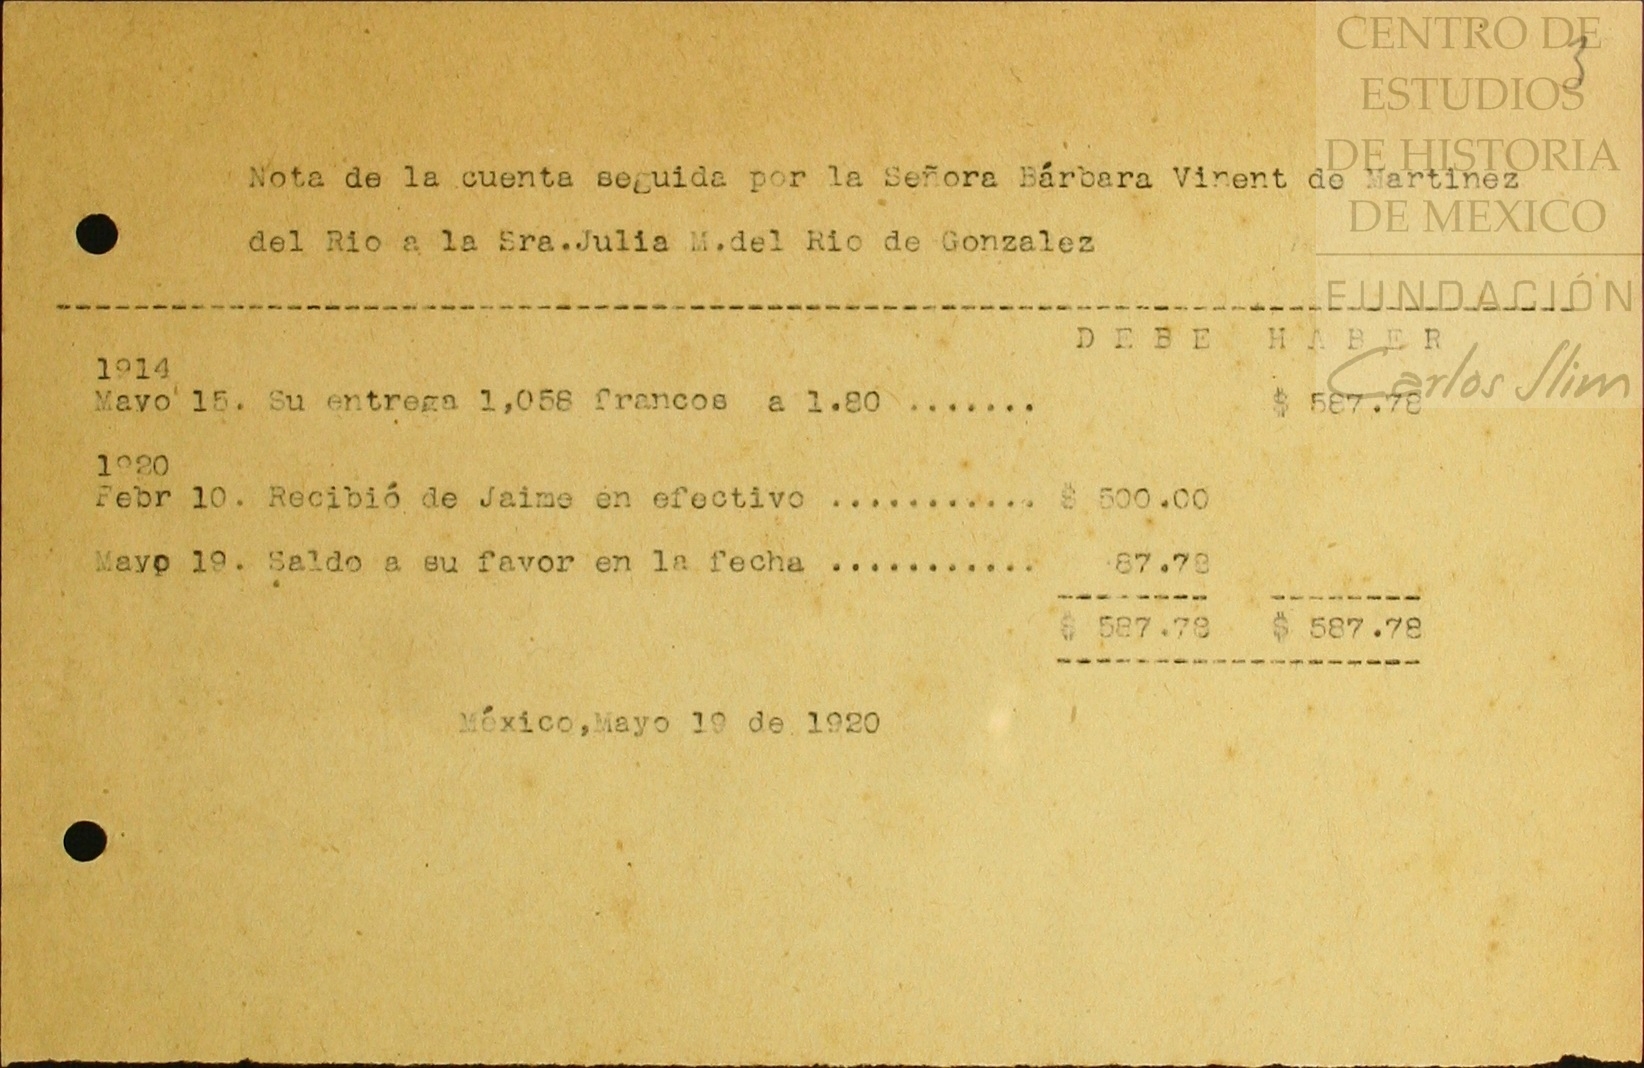 CENTRO DE
ESTUDIOS
DE HISTORIA
DE MEXICO
FUNDACIÓN
Carlos Slim
3
Nota de la cuenta seguida por la Señora Bárbara Vinent de Martinez
del Rio a la Sra.Julia M.del Rio de Gonzalez
D E B E H A B E R
1914
Mayo 15. Su entrega 1,058 francos a 1.80 ....... $ 587.78
1920
Febr 10. Recibió de Jaime en efectivo ........... $ 500.00
Mayo 19. Saldo a su favor en la fecha ........... 87.78
$ 587.78 $ 587.78
México,Mayo 19 de 1920